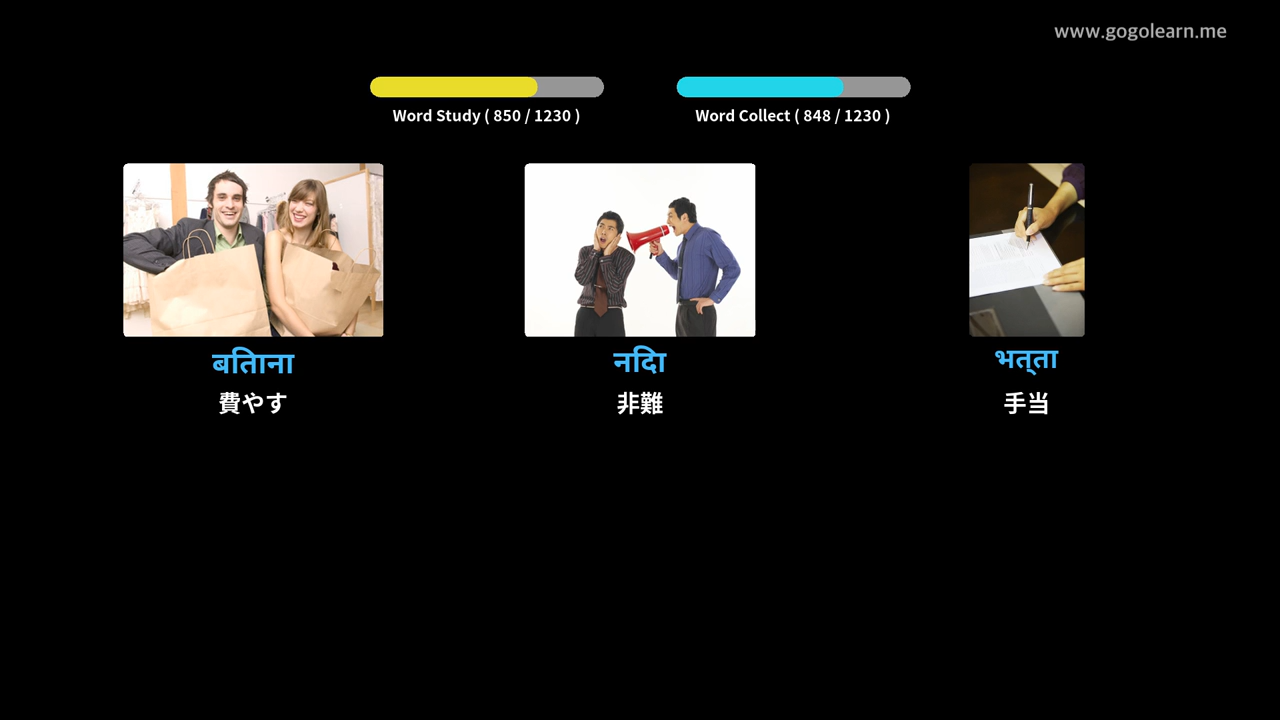 www.gogolearn.me
Word Study ( 850 / 1230 )
Word Collect ( 848 / 1230 )
बिताना
निंदा
भत्ता
費やす
非難
手当